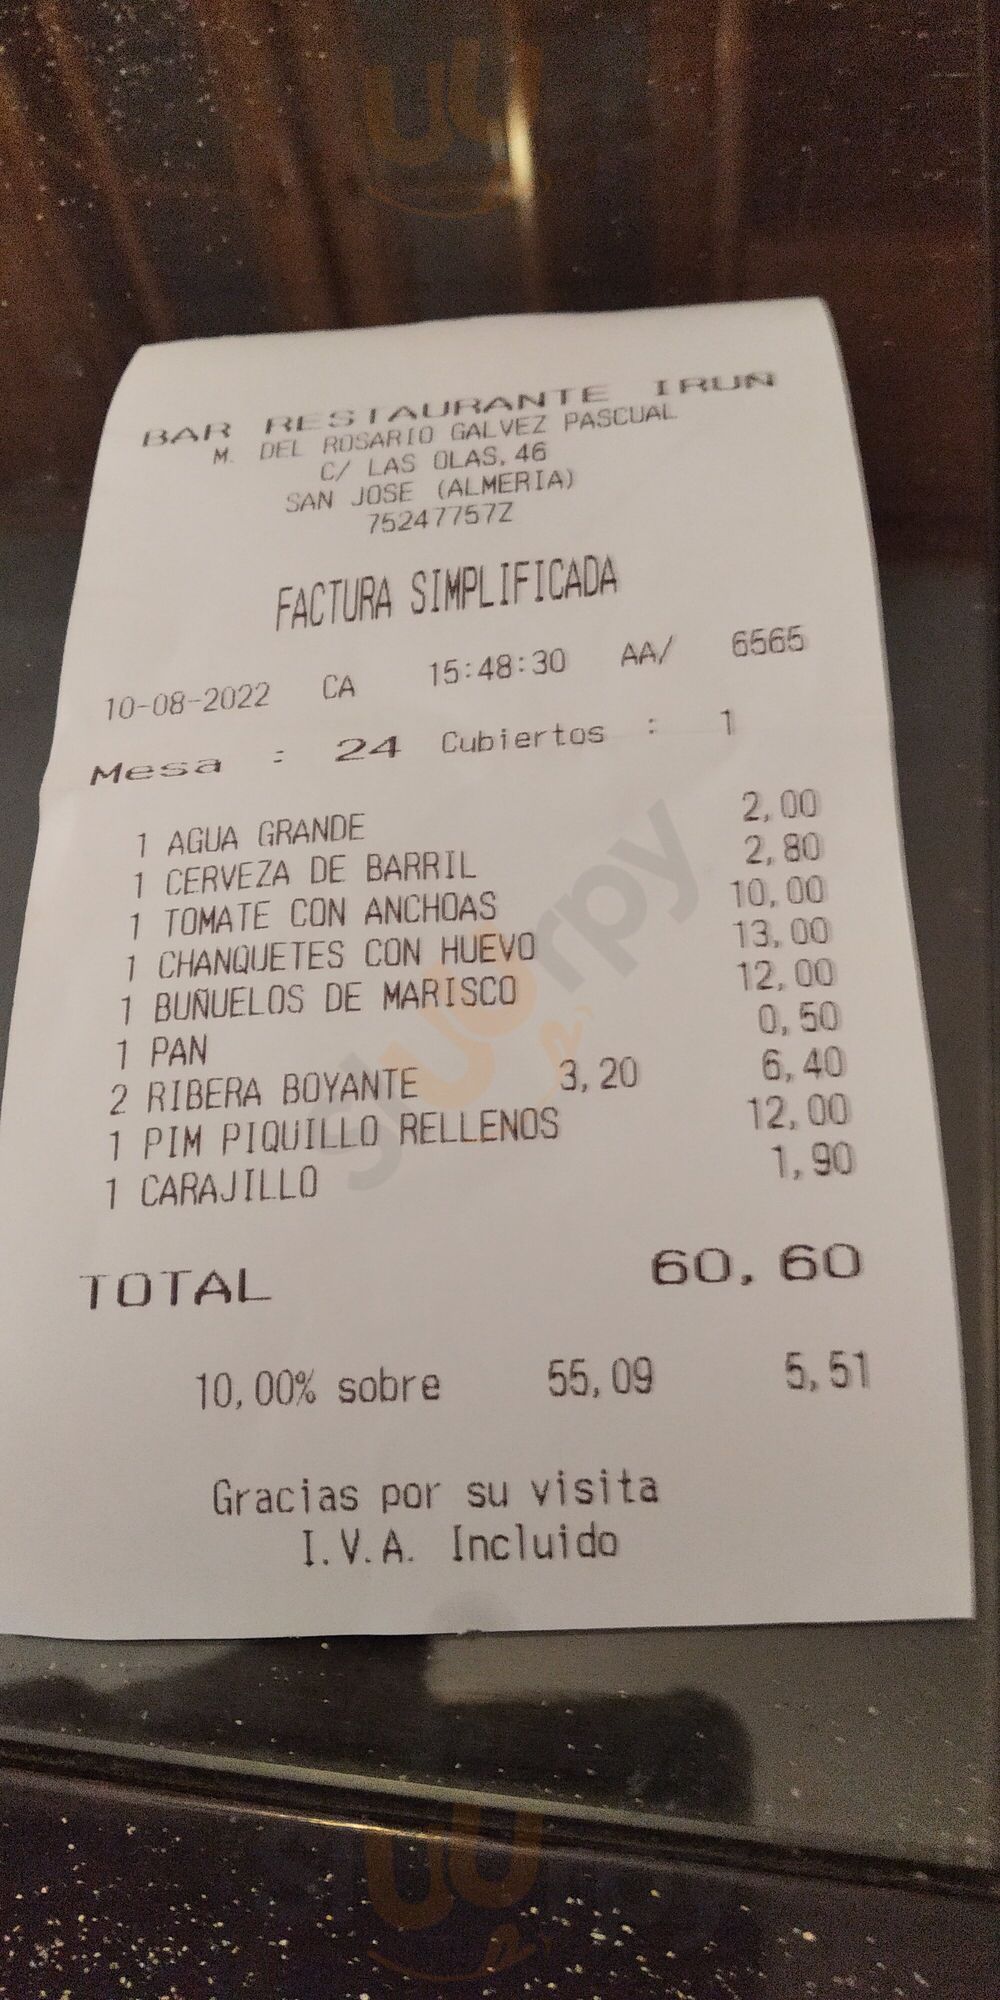 BAR RESTAURANTE IRUN
M. DEL ROSARIO GALVEZ PASCUAL
C/ LAS OLAS, 46
SAN JOSE (ALMERIA)
75247757Z
FACTURA SIMPLIFICADA
10-08-2022 CA 15:48:30 AA/ 6565
Mesa : 24 Cubiertos : 1
1 AGUA GRANDE 2,00
1 CERVEZA DE BARRIL 2,80
1 TOMATE CON ANCHOAS 10,00
1 CHANQUETES CON HUEVO 13,00
1 BUÑUELOS DE MARISCO 12,00
1 PAN 0,50
2 RIBERA BOYANTE 3,20 6,40
1 PIM PIQUILLO RELLENOS 12,00
1 CARAJILLO 1,90
TOTAL 60,60
10,00% sobre 55,09 5,51
Gracias por su visita
I.V.A. Incluido
sluurpy